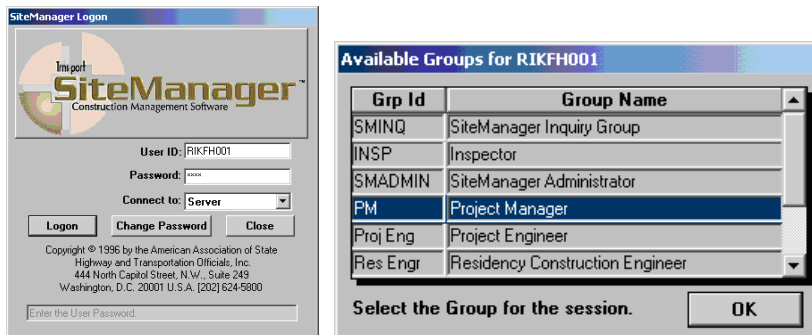 SiteManager Logon
Trnsport
SiteManager™
Construction Management Software
User ID: RIKFH001
Password: ××××
Connect to: Server
Logon Change Password Close
Copyright © 1996 by the American Association of State
Highway and Transportation Officials, Inc.
444 North Capitol Street, N.W., Suite 249
Washington, D.C. 20001 U.S.A. [202] 624-5800
Enter the User Password.
Available Groups for RIKFH001
Grp Id Group Name
SMINQ SiteManager Inquiry Group
INSP Inspector
SMADMIN SiteManager Administrator
PM Project Manager
Proj Eng Project Engineer
Res Engr Residency Construction Engineer
Select the Group for the session. OK